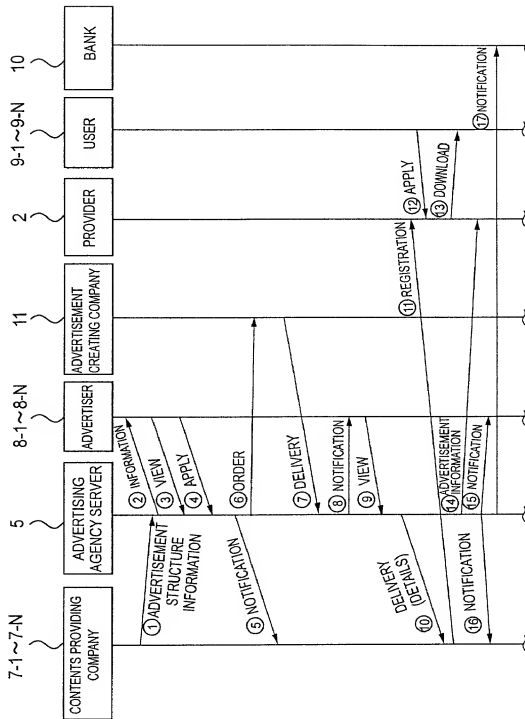 7-1~7-N
5
8-1~8-N
11
2
9-1~9-N
10
CONTENTS PROVIDING
COMPANY
ADVERTISING
AGENCY SERVER
ADVERTISER
ADVERTISEMENT
CREATING COMPANY
PROVIDER
USER
BANK
① ADVERTISEMENT
STRUCTURE
INFORMATION
② INFORMATION
③ VIEW
④ APPLY
⑤ NOTIFICATION
⑥ ORDER
⑦ DELIVERY
⑧ NOTIFICATION
⑨ VIEW
DELIVERY
(DETAILS)
⑩
⑪ REGISTRATION
⑫ APPLY
⑬ DOWNLOAD
⑭ ADVERTISEMENT
INFORMATION
⑮ NOTIFICATION
⑯ NOTIFICATION
⑰ NOTIFICATION